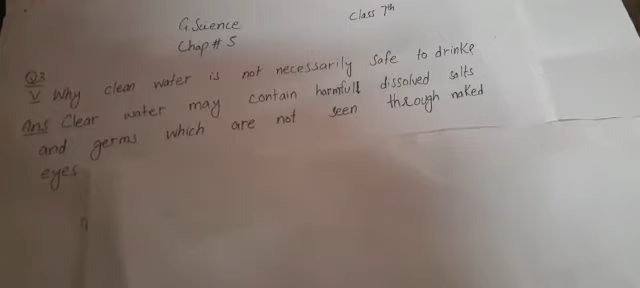 G Science
Class 7th
Chap # 5
Q3
V Why clean water is not necessarily safe to drinke
Ans Clear water may contain harmfull dissolved salts
and germs which are not seen through naked
eyes